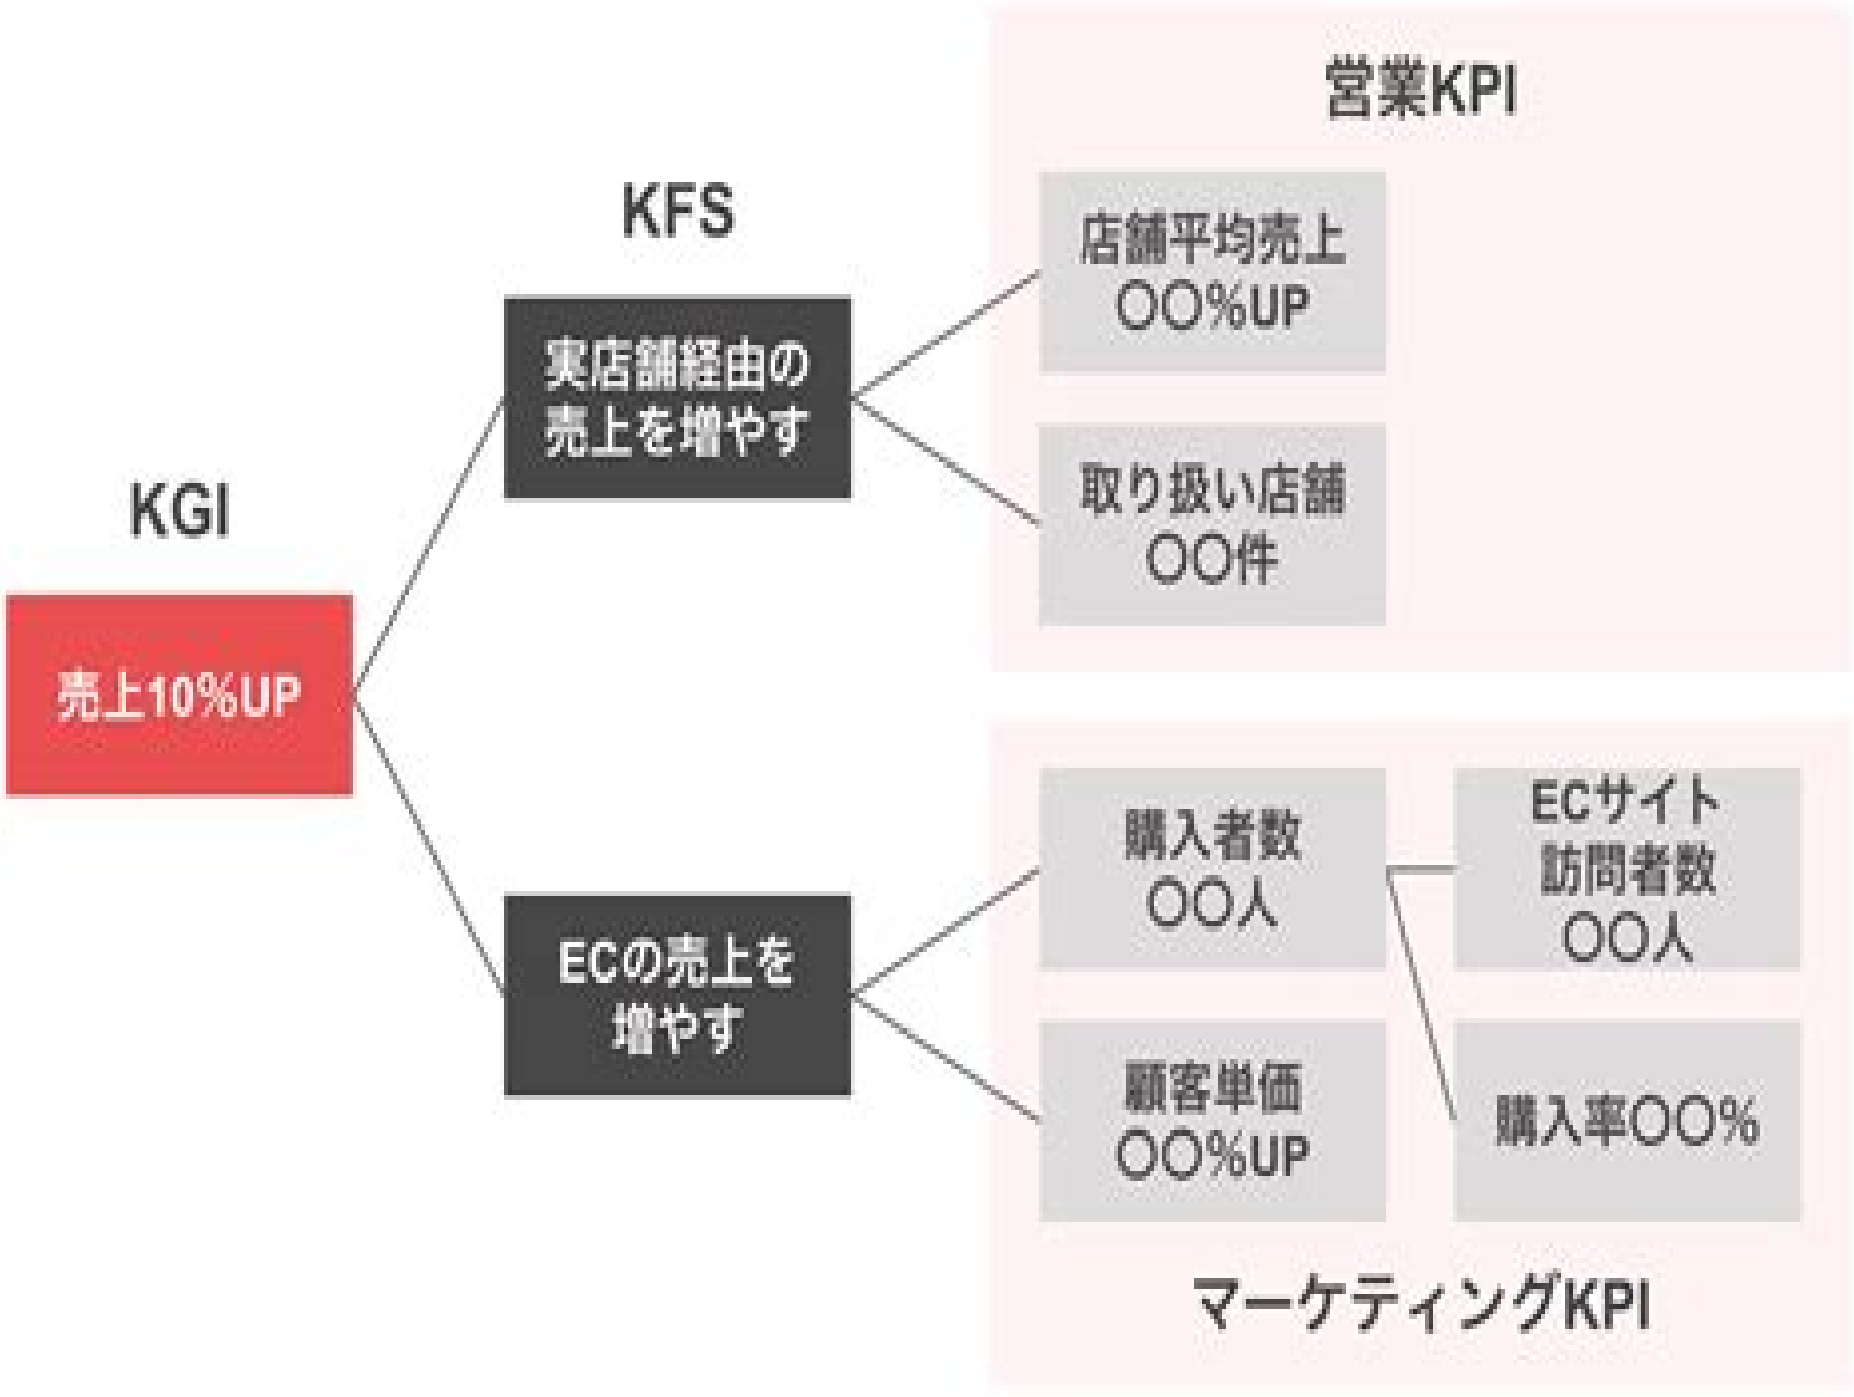 営業KPI
KFS
店舗平均売上
〇〇%UP
実店舗経由の
売上を増やす
取り扱い店舗
〇〇件
KGI
売上10%UP
購入者数
〇〇人
ECサイト
訪問者数
〇〇人
ECの売上を
増やす
顧客単価
〇〇%UP
購入率〇〇%
マーケティングKPI